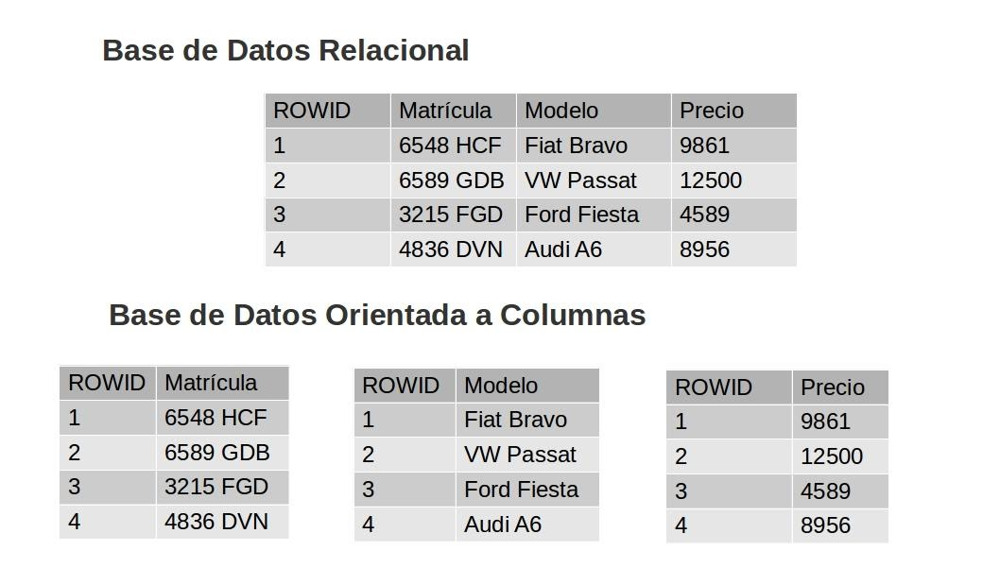 Base de Datos Relacional
ROWID Matrícula Modelo Precio
1 6548 HCF Fiat Bravo 9861
2 6589 GDB VW Passat 12500
3 3215 FGD Ford Fiesta 4589
4 4836 DVN Audi A6 8956
Base de Datos Orientada a Columnas
ROWID Matrícula
1 6548 HCF
2 6589 GDB
3 3215 FGD
4 4836 DVN
ROWID Modelo
1 Fiat Bravo
2 VW Passat
3 Ford Fiesta
4 Audi A6
ROWID Precio
1 9861
2 12500
3 4589
4 8956